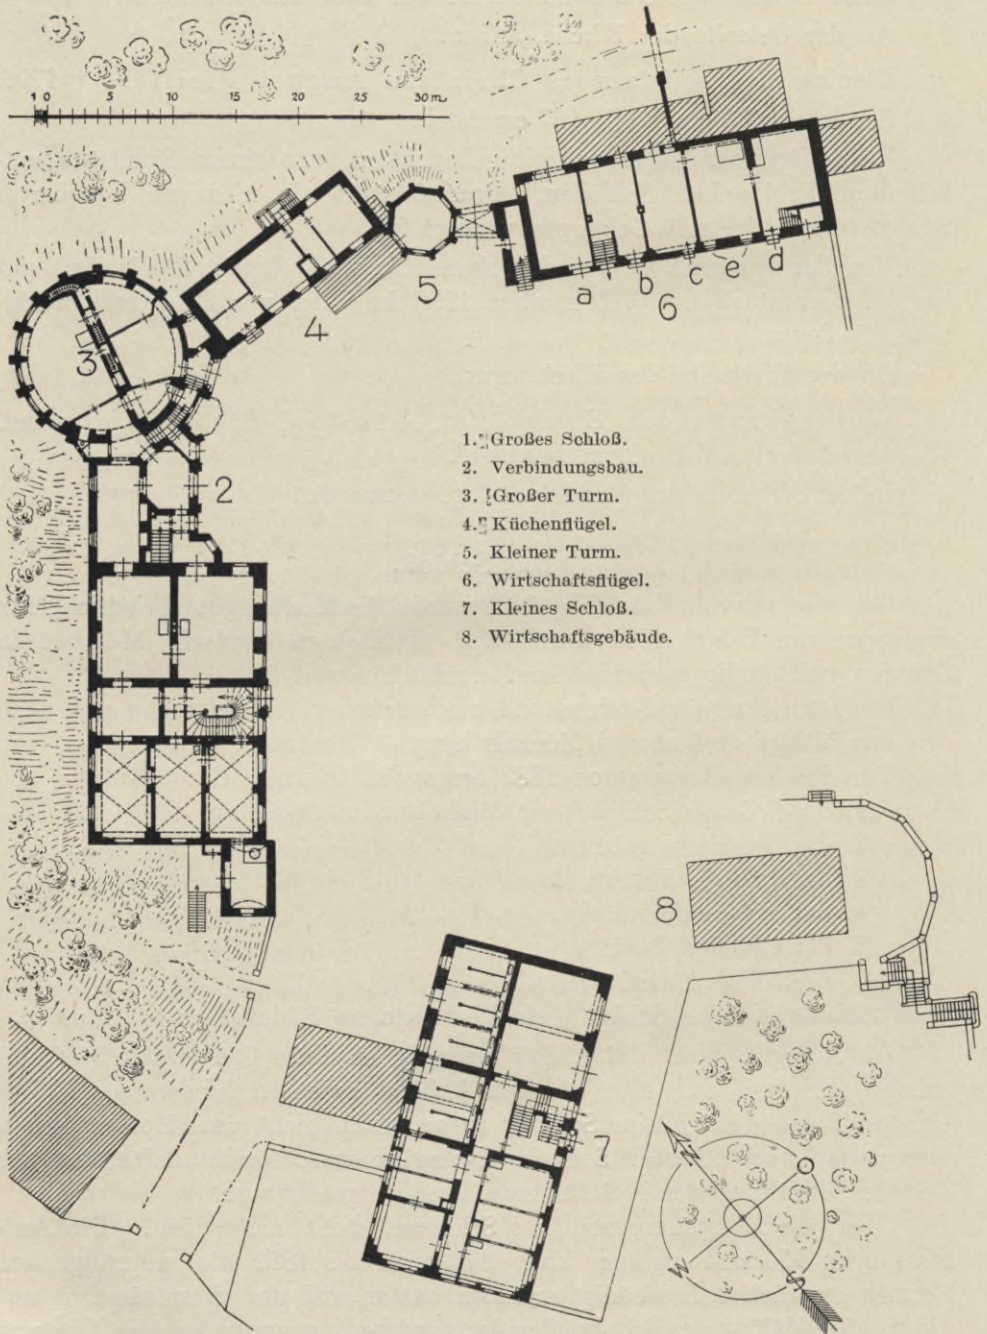 1 0 5 10 15 20 25 30 m
5
a b c e d
6
4
3
2
1. Großes Schloß.
2. Verbindungsbau.
3. Großer Turm.
4. Küchenflügel.
5. Kleiner Turm.
6. Wirtschaftsflügel.
7. Kleines Schloß.
8. Wirtschaftsgebäude.
8
7
N
O
W
S